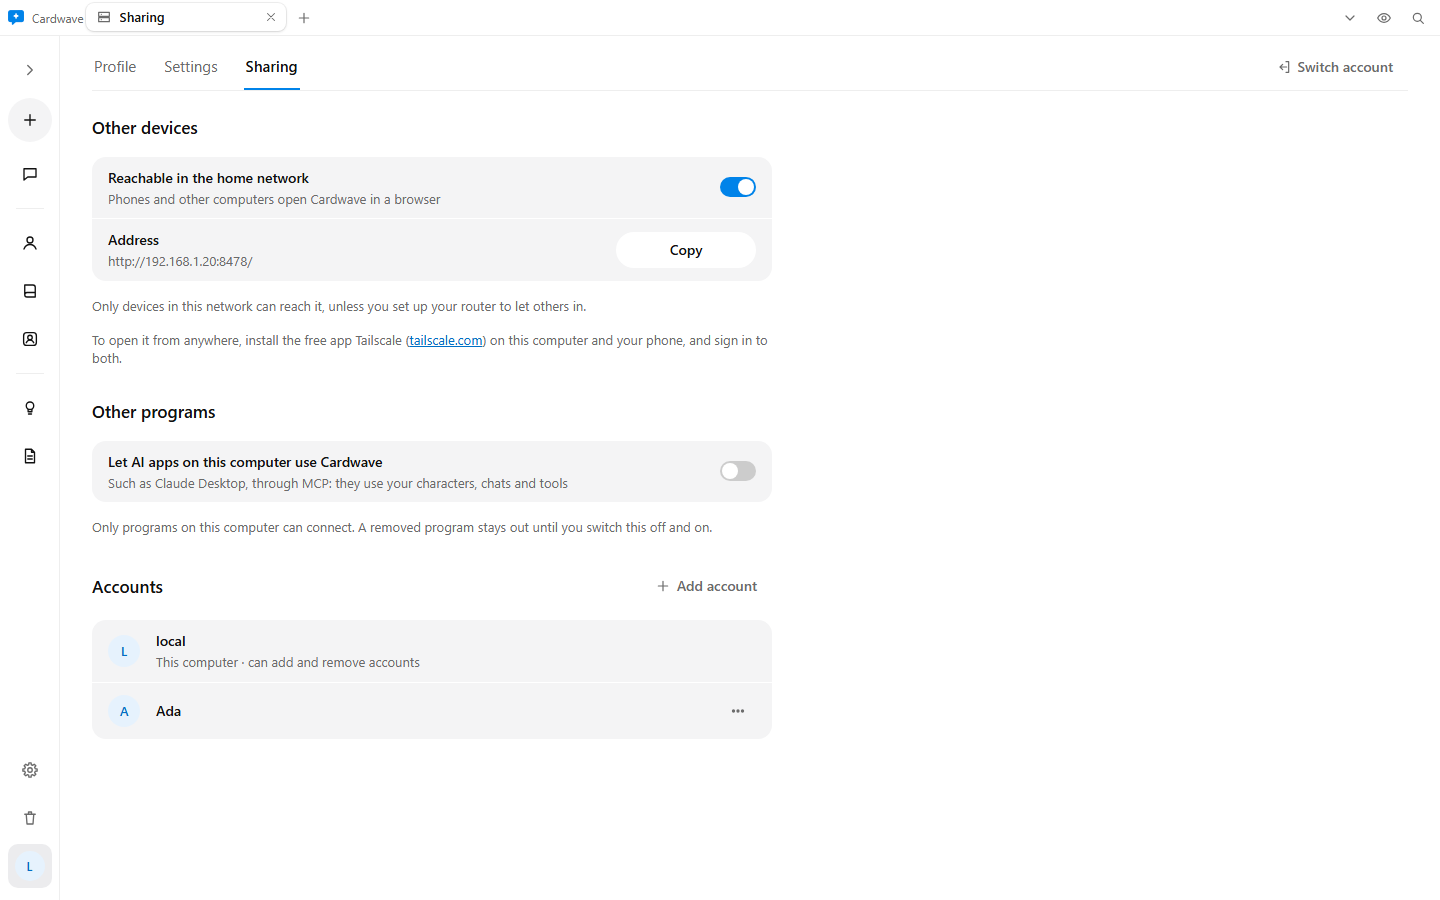 Cardwave
Sharing
Profile
Settings
Sharing
Switch account
Other devices
Reachable in the home network
Phones and other computers open Cardwave in a browser
Address
http://192.168.1.20:8478/
Copy
Only devices in this network can reach it, unless you set up your router to let others in.
To open it from anywhere, install the free app Tailscale (tailscale.com) on this computer and your phone, and sign in to
both.
Other programs
Let AI apps on this computer use Cardwave
Such as Claude Desktop, through MCP: they use your characters, chats and tools
Only programs on this computer can connect. A removed program stays out until you switch this off and on.
Accounts
Add account
L
local
This computer · can add and remove accounts
A
Ada
L